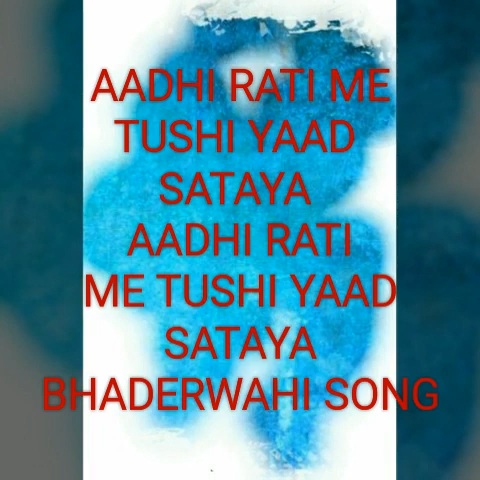 AADHI RATI ME
TUSHI YAAD
SATAYA
AADHI RATI
ME TUSHI YAAD
SATAYA
BHADERWAHI SONG